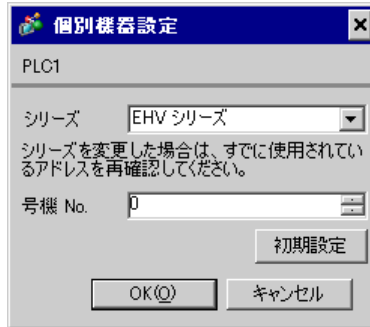 個別機器設定
PLC1
シリーズ EHV シリーズ
シリーズを変更した場合は、すでに使用されてい
るアドレスを再確認してください。
号機 No. 0
初期設定
OK(O) キャンセル